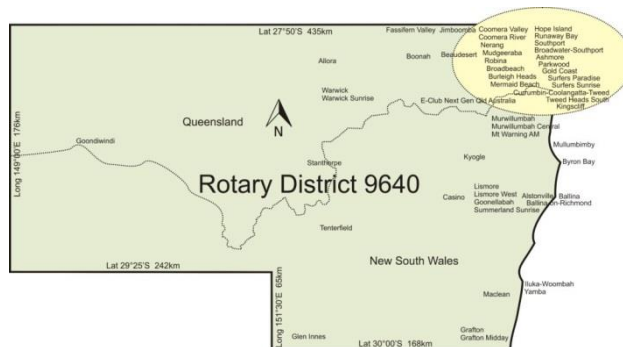 Lat 27°50'S 435km
Fassifern Valley
Jimboomba
Coomera Valley
Coomera River
Nerang
Mudgeeraba
Robina
Broadbeach
Burleigh Heads
Mermaid Beach
Hope Island
Runaway Bay
Southport
Broadwater-Southport
Ashmore
Parkwood
Gold Coast
Surfers Paradise
Surfers Sunrise
Currumbin-Coolangatta-Tweed
Tweed Heads South
Kingscliff
Allora
Boonah
Beaudesert
Warwick
Warwick Sunrise
E-Club Next Gen Qld Australia
Long 149°00'E 176km
Queensland
N
Goondiwindi
Murwillumbah
Murwillumbah Central
Mt Warning AM
Mullumbimby
Stanthorpe
Kyogle
Byron Bay
Rotary District 9640
Casino
Lismore
Lismore West
Goonellabah
Summerland Sunrise
Alstonville
Ballina
Ballina-on-Richmond
Tenterfield
New South Wales
Lat 29°25'S 242km
Long 151°30'E 65km
Iluka-Woombah
Yamba
Maclean
Glen Innes
Grafton
Grafton Midday
Lat 30°00'S 168km